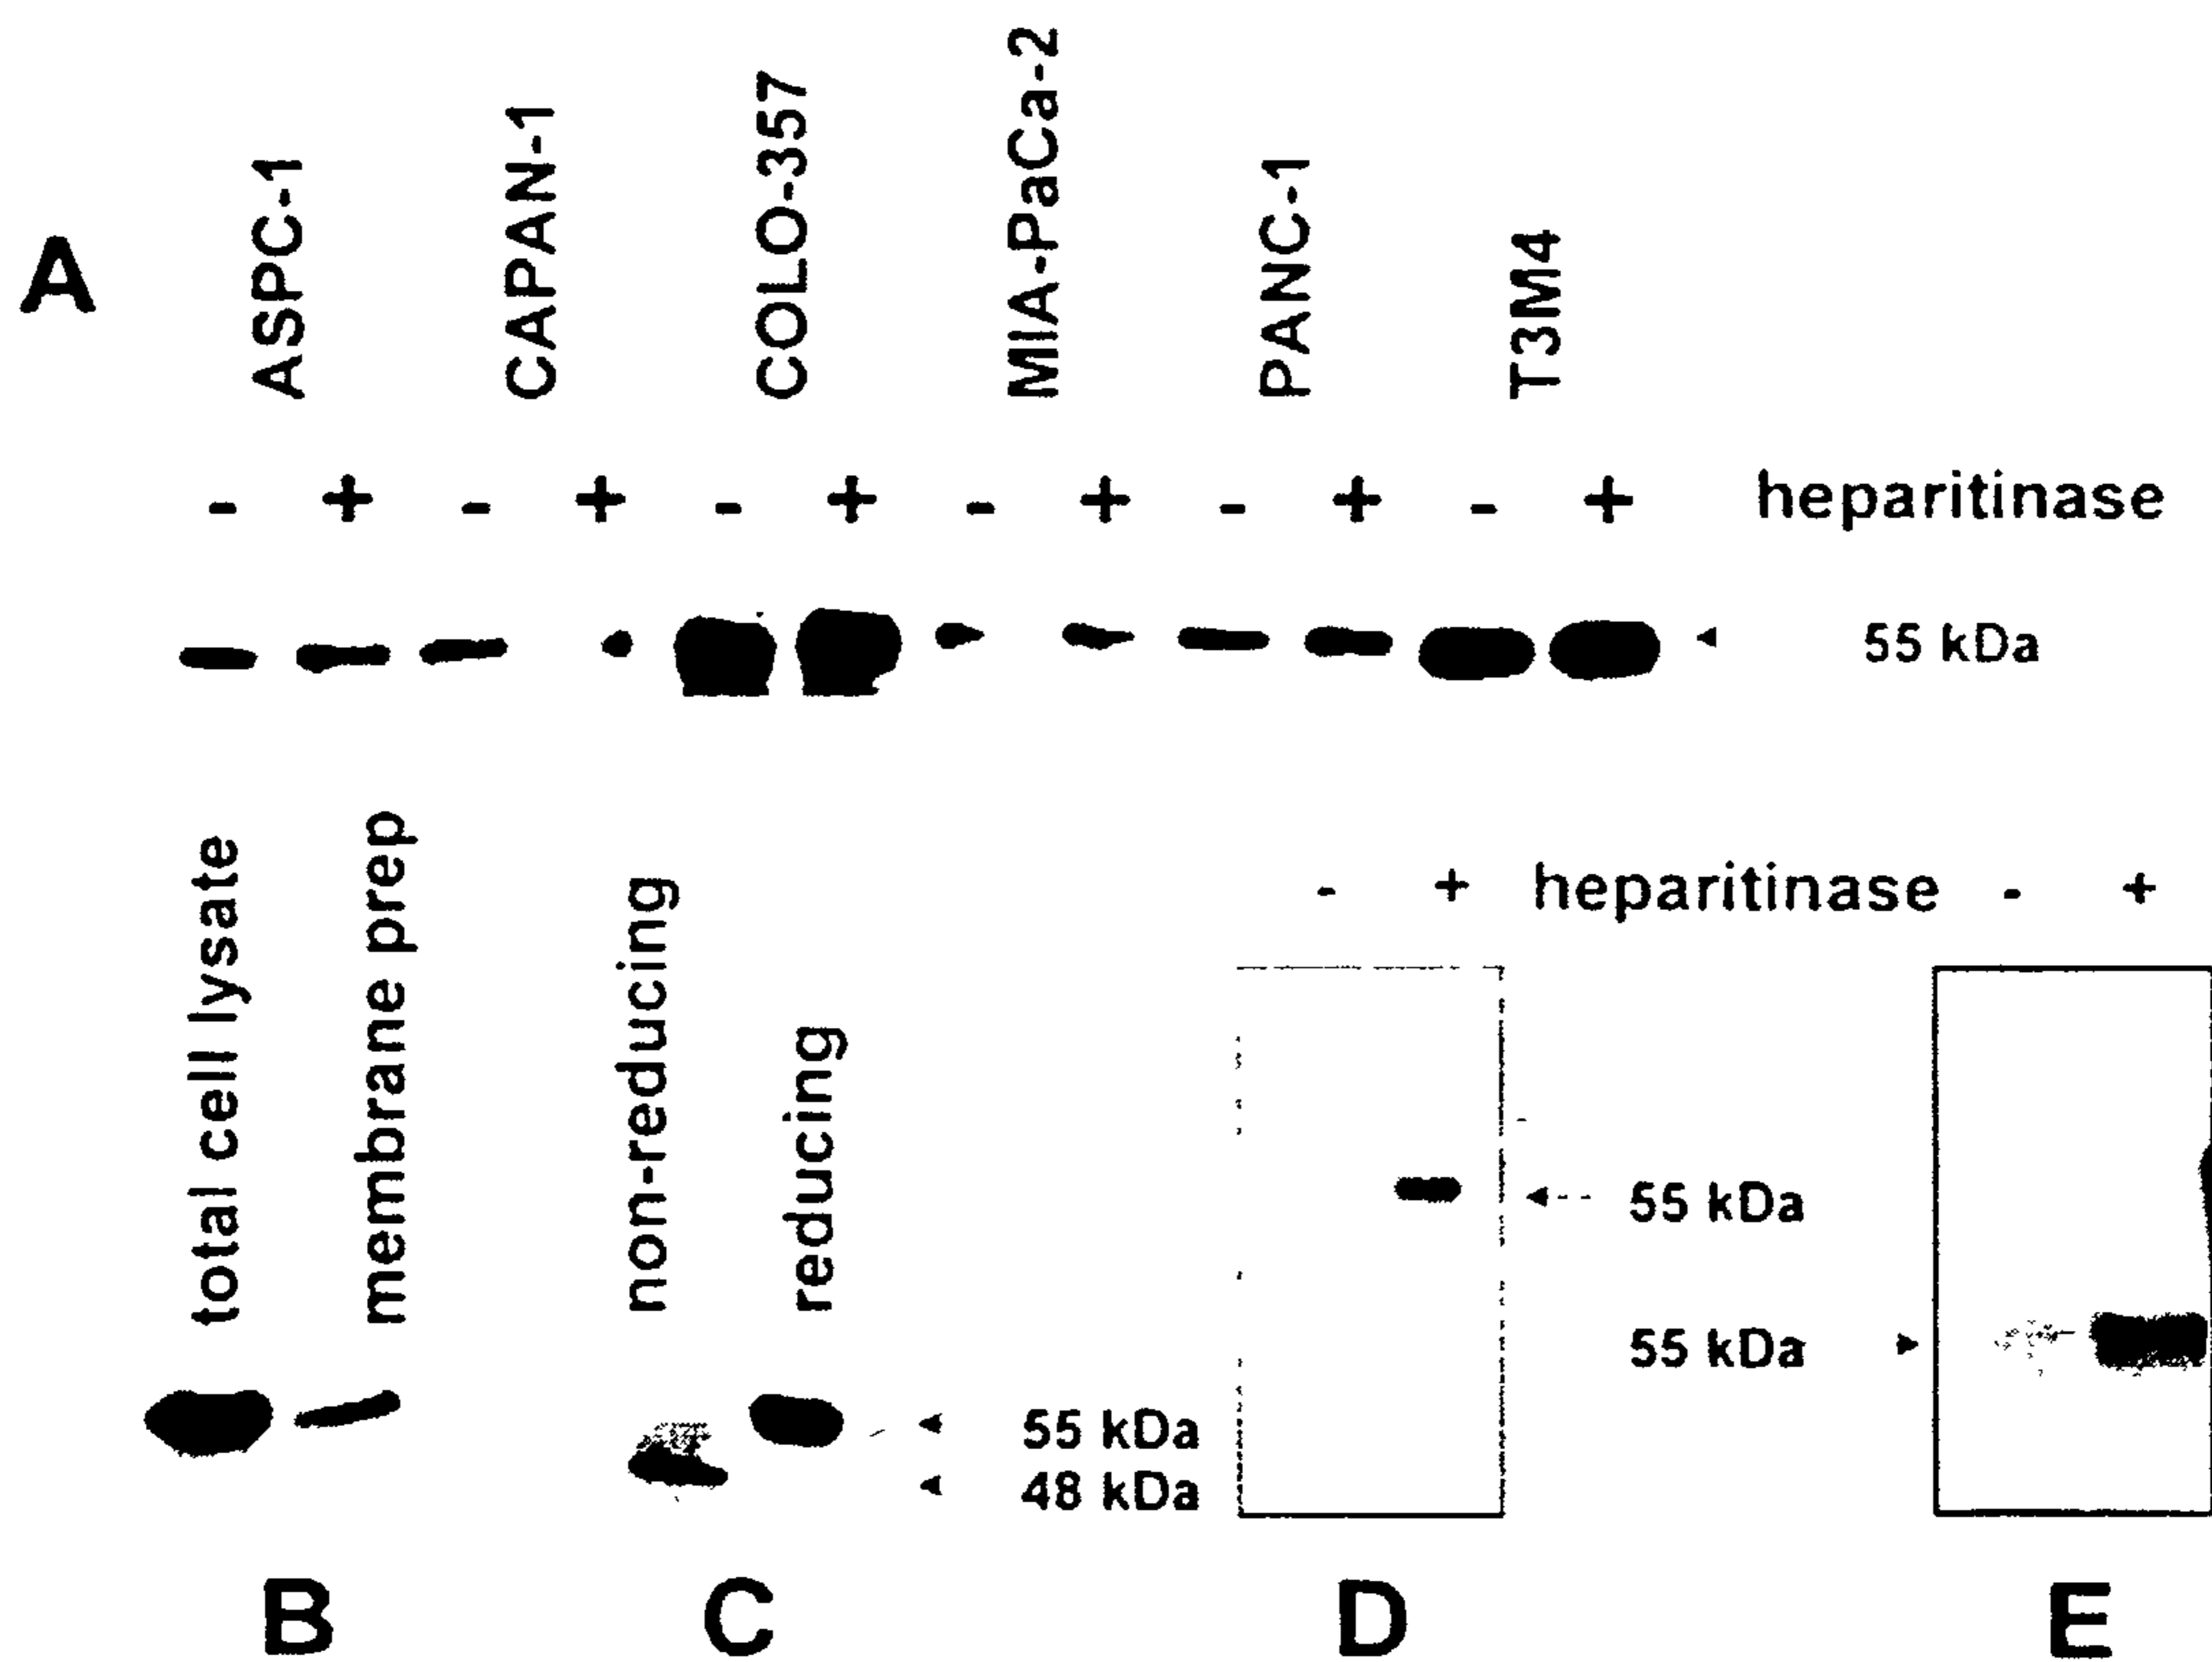 A
ASPC-1
CAPAN-1
COLO-357
MIA-PaCa-2
PANC-1
T3M4
- + - + - + - + - + - + heparitinase
55 kDa
total cell lysate
membrane prep
non-reducing
reducing
- + heparitinase - +
55 kDa
55 kDa
55 kDa
48 kDa
B
C
D
E